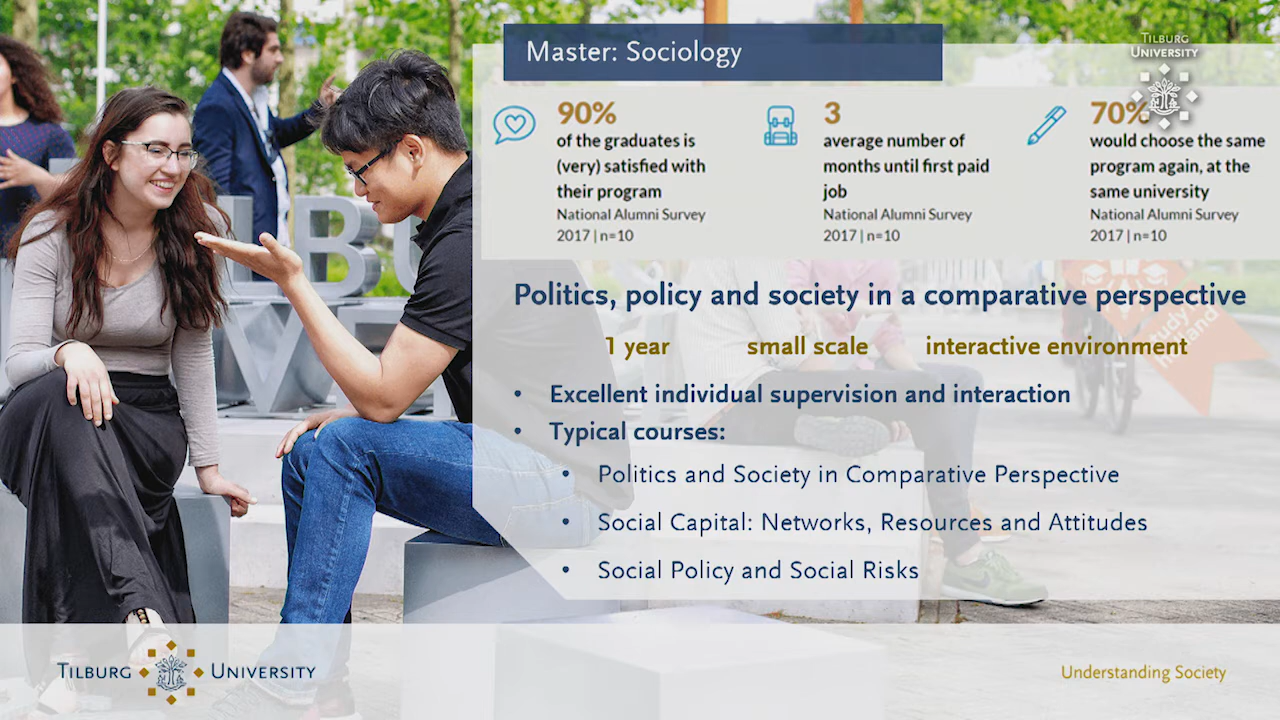 Master: Sociology
TILBURG
UNIVERSITY
90%
of the graduates is
(very) satisfied with
their program
National Alumni Survey
2017 | n=10
3
average number of
months until first paid
job
National Alumni Survey
2017 | n=10
70%
would choose the same
program again, at the
same university
National Alumni Survey
2017 | n=10
Politics, policy and society in a comparative perspective
1 year small scale interactive environment
• Excellent individual supervision and interaction
• Typical courses:
• Politics and Society in Comparative Perspective
• Social Capital: Networks, Resources and Attitudes
• Social Policy and Social Risks
TILBURG UNIVERSITY
Understanding Society